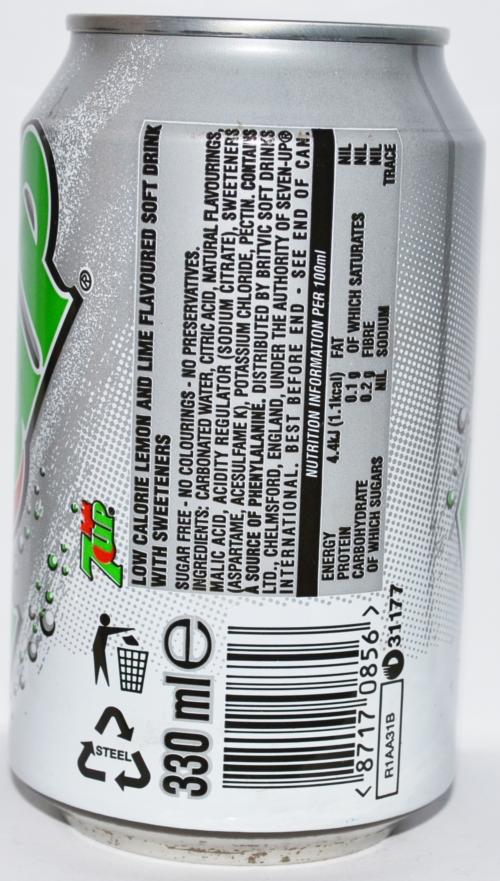 7UP
LOW CALORIE LEMON AND LIME FLAVOURED SOFT DRINK
WITH SWEETENERS
SUGAR FREE - NO COLOURINGS - NO PRESERVATIVES.
INGREDIENTS: CARBONATED WATER, CITRIC ACID, NATURAL FLAVOURINGS,
MALIC ACID, ACIDITY REGULATOR (SODIUM CITRATE), SWEETENERS
(ASPARTAME, ACESULFAME K), POTASSIUM CHLORIDE, PECTIN. CONTAINS
A SOURCE OF PHENYLALANINE. DISTRIBUTED BY BRITVIC SOFT DRINKS
LTD., CHELMSFORD, ENGLAND, UNDER THE AUTHORITY OF SEVEN-UP®
INTERNATIONAL. BEST BEFORE END - SEE END OF CAN.
NUTRITION INFORMATION PER 100ml
ENERGY 4.4kJ (1.1kcal) FAT NIL
PROTEIN 0.1 g OF WHICH SATURATES NIL
CARBOHYDRATE 0.2 g FIBRE NIL
OF WHICH SUGARS NIL SODIUM TRACE
STEEL
330 ml e
< 8717 0856 >
R1AA31B
31177
®